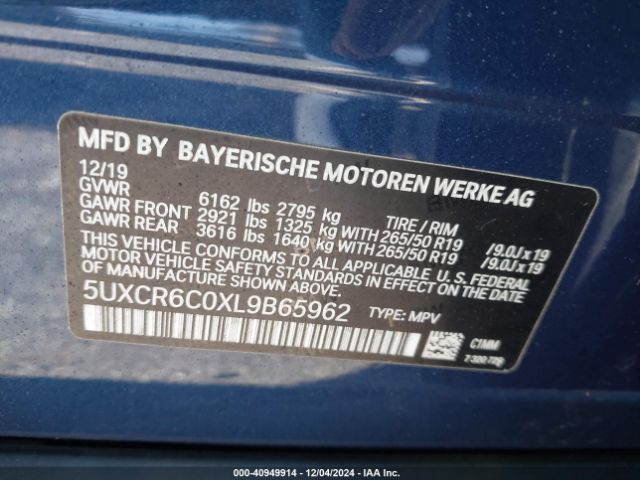 MFD BY BAYERISCHE MOTOREN WERKE AG
12/19
GVWR 6162 lbs 2795 kg TIRE / RIM
GAWR FRONT 2921 lbs 1325 kg WITH 265/50 R19 /9.0J x 19
GAWR REAR 3616 lbs 1640 kg WITH 265/50 R19 /9.0J x 19
THIS VEHICLE CONFORMS TO ALL APPLICABLE U. S. FEDERAL
MOTOR VEHICLE SAFETY STANDARDS IN EFFECT ON THE DATE
OF MANUFACTURE SHOWN ABOVE.
5UXCR6C0XL9B65962 TYPE: MPV
C1MM
000-40949914 - 12/04/2024 - IAAI.COM